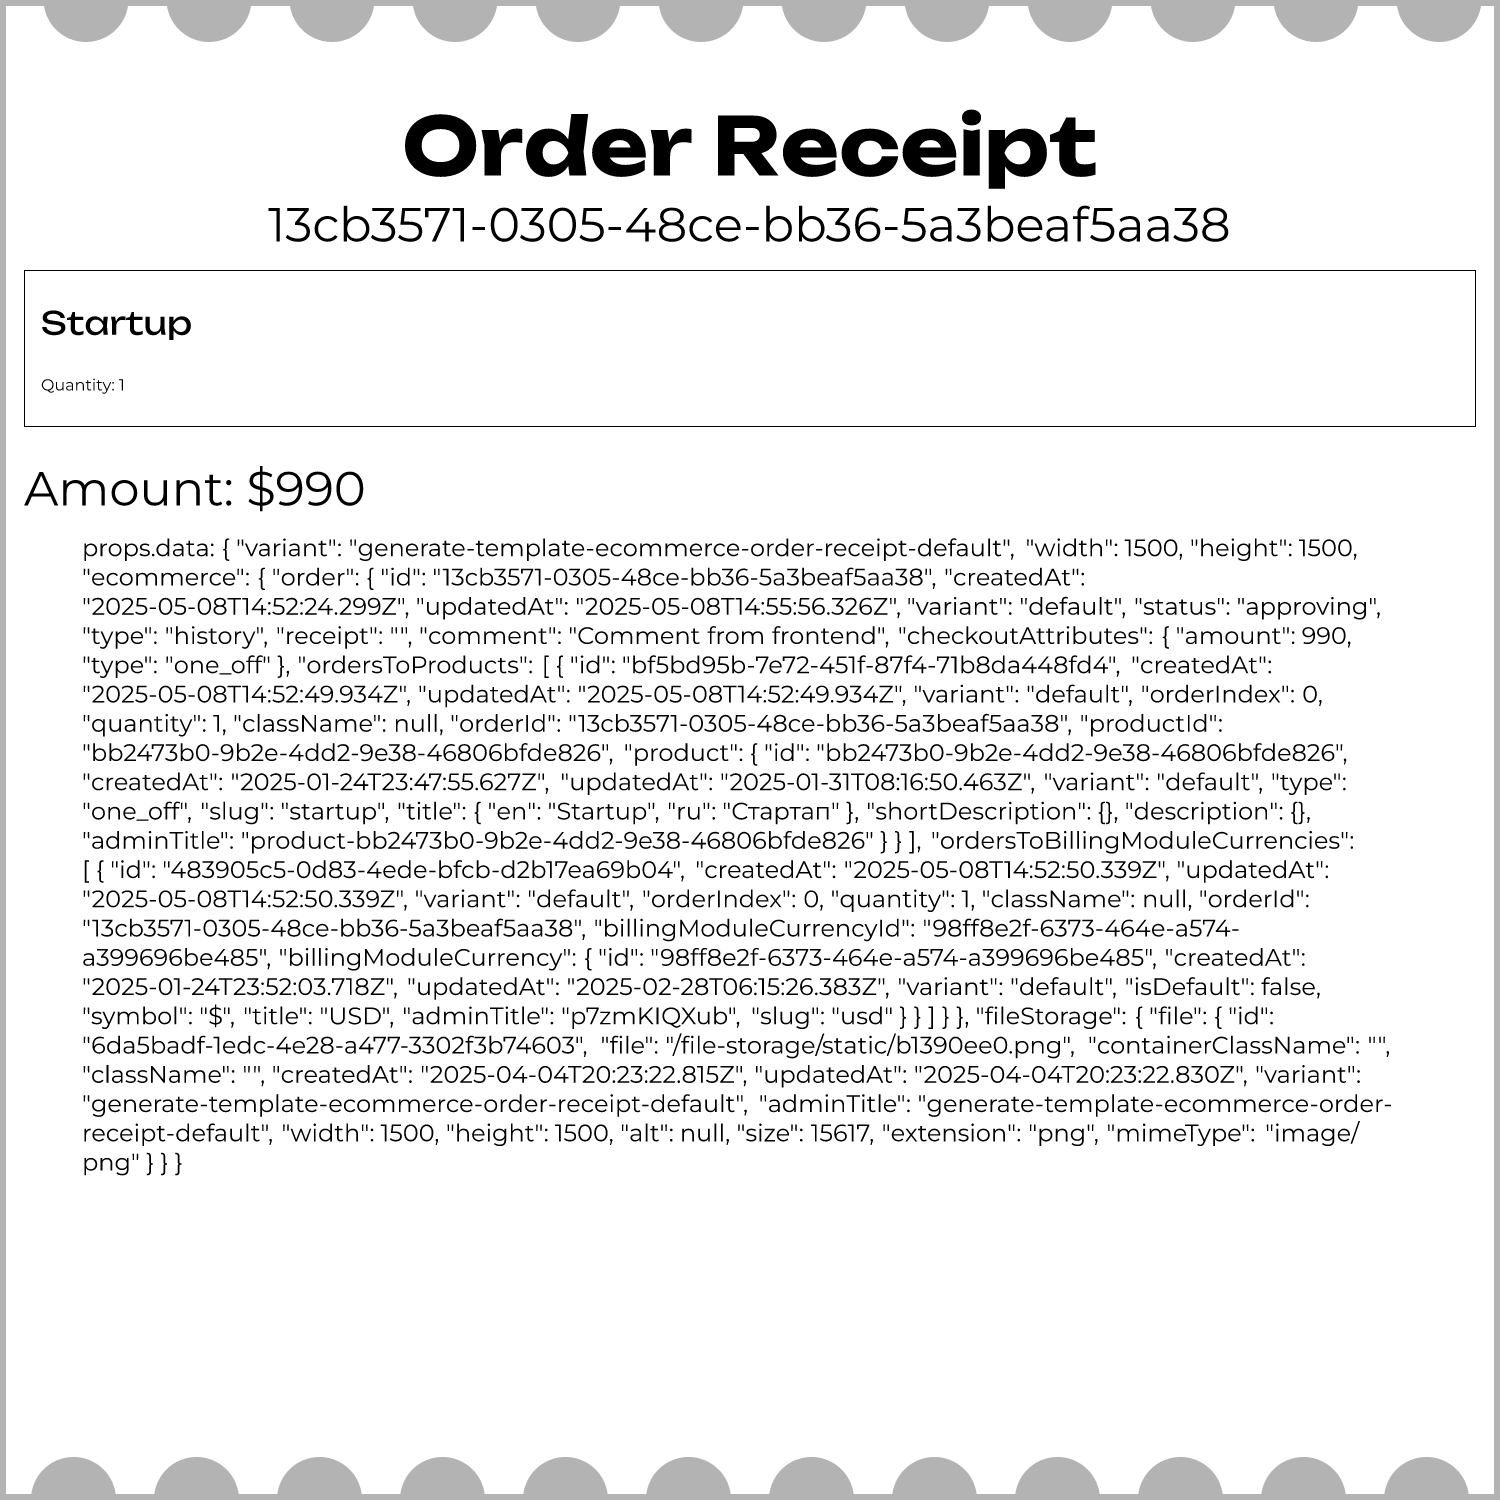 Order Receipt
13cb3571-0305-48ce-bb36-5a3beaf5aa38
Startup
Quantity: 1
Amount: $990
props.data: { "variant": "generate-template-ecommerce-order-receipt-default", "width": 1500, "height": 1500,
"ecommerce": { "order": { "id": "13cb3571-0305-48ce-bb36-5a3beaf5aa38", "createdAt":
"2025-05-08T14:52:24.299Z", "updatedAt": "2025-05-08T14:55:56.326Z", "variant": "default", "status": "approving",
"type": "history", "receipt": "", "comment": "Comment from frontend", "checkoutAttributes": { "amount": 990,
"type": "one_off" }, "ordersToProducts": [ { "id": "bf5bd95b-7e72-451f-87f4-71b8da448fd4", "createdAt":
"2025-05-08T14:52:49.934Z", "updatedAt": "2025-05-08T14:52:49.934Z", "variant": "default", "orderIndex": 0,
"quantity": 1, "className": null, "orderId": "13cb3571-0305-48ce-bb36-5a3beaf5aa38", "productId":
"bb2473b0-9b2e-4dd2-9e38-46806bfde826", "product": { "id": "bb2473b0-9b2e-4dd2-9e38-46806bfde826",
"createdAt": "2025-01-24T23:47:55.627Z", "updatedAt": "2025-01-31T08:16:50.463Z", "variant": "default", "type":
"one_off", "slug": "startup", "title": { "en": "Startup", "ru": "Стартап" }, "shortDescription": {}, "description": {},
"adminTitle": "product-bb2473b0-9b2e-4dd2-9e38-46806bfde826" } } ], "ordersToBillingModuleCurrencies":
[ { "id": "483905c5-0d83-4ede-bfcb-d2b17ea69b04", "createdAt": "2025-05-08T14:52:50.339Z", "updatedAt":
"2025-05-08T14:52:50.339Z", "variant": "default", "orderIndex": 0, "quantity": 1, "className": null, "orderId":
"13cb3571-0305-48ce-bb36-5a3beaf5aa38", "billingModuleCurrencyId": "98ff8e2f-6373-464e-a574-
a399696be485", "billingModuleCurrency": { "id": "98ff8e2f-6373-464e-a574-a399696be485", "createdAt":
"2025-01-24T23:52:03.718Z", "updatedAt": "2025-02-28T06:15:26.383Z", "variant": "default", "isDefault": false,
"symbol": "$", "title": "USD", "adminTitle": "p7zmKIQXub", "slug": "usd" } } ] } }, "fileStorage": { "file": { "id":
"6da5badf-1edc-4e28-a477-3302f3b74603", "file": "/file-storage/static/b1390ee0.png", "containerClassName": "",
"className": "", "createdAt": "2025-04-04T20:23:22.815Z", "updatedAt": "2025-04-04T20:23:22.830Z", "variant":
"generate-template-ecommerce-order-receipt-default", "adminTitle": "generate-template-ecommerce-order-
receipt-default", "width": 1500, "height": 1500, "alt": null, "size": 15617, "extension": "png", "mimeType": "image/
png" } } }